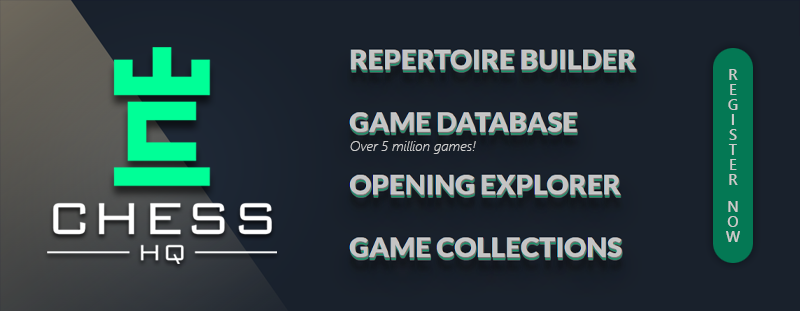 CHESS
HQ
REPERTOIRE BUILDER
GAME DATABASE
Over 5 million games!
OPENING EXPLORER
GAME COLLECTIONS
REGISTER NOW